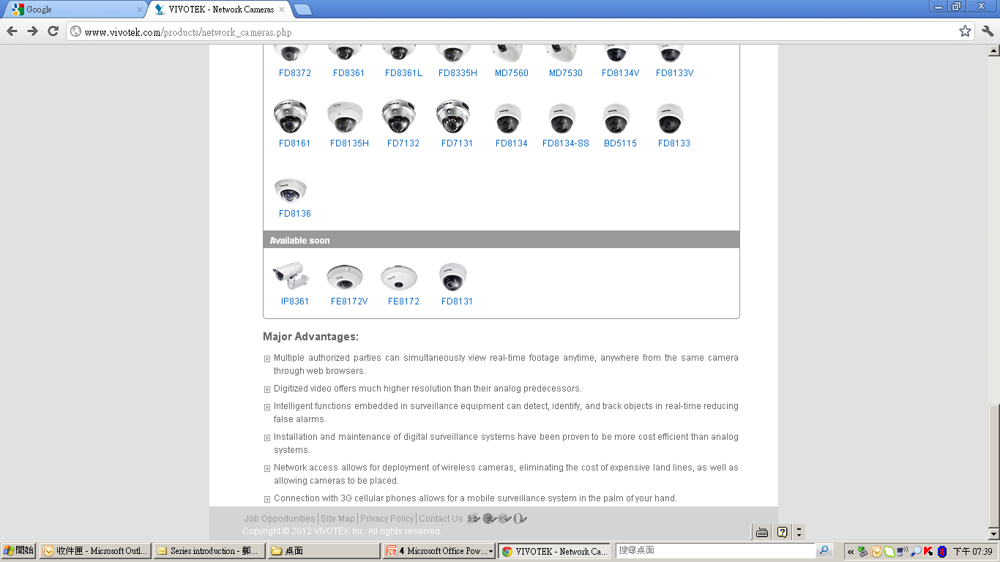 Google
VIVOTEK - Network Cameras
www.vivotek.com/products/network_cameras.php
FD8372 FD8361 FD8361L FD8335H MD7560 MD7530 FD8134V FD8133V
FD8161 FD8135H FD7132 FD7131 FD8134 FD8134-SS BD5115 FD8133
FD8136
Available soon
IP8361 FE8172V FE8172 FD8131
Major Advantages:
Multiple authorized parties can simultaneously view real-time footage anytime, anywhere from the same camera
through web browsers.
Digitized video offers much higher resolution than their analog predecessors.
Intelligent functions embedded in surveillance equipment can detect, identify, and track objects in real-time reducing
false alarms.
Installation and maintenance of digital surveillance systems have been proven to be more cost efficient than analog
systems.
Network access allows for deployment of wireless cameras, eliminating the cost of expensive land lines, as well as
allowing cameras to be placed.
Connection with 3G cellular phones allows for a mobile surveillance system in the palm of your hand.
Job Opportunities | Site Map | Privacy Policy | Contact Us
Copyright © 2012 VIVOTEK Inc. All rights reserved.
開始 收件匣 - Microsoft Outl... Series introduction - 郵... 桌面 4 Microsoft Office Pow... VIVOTEK - Network Ca... 搜尋桌面 « 下午 07:39